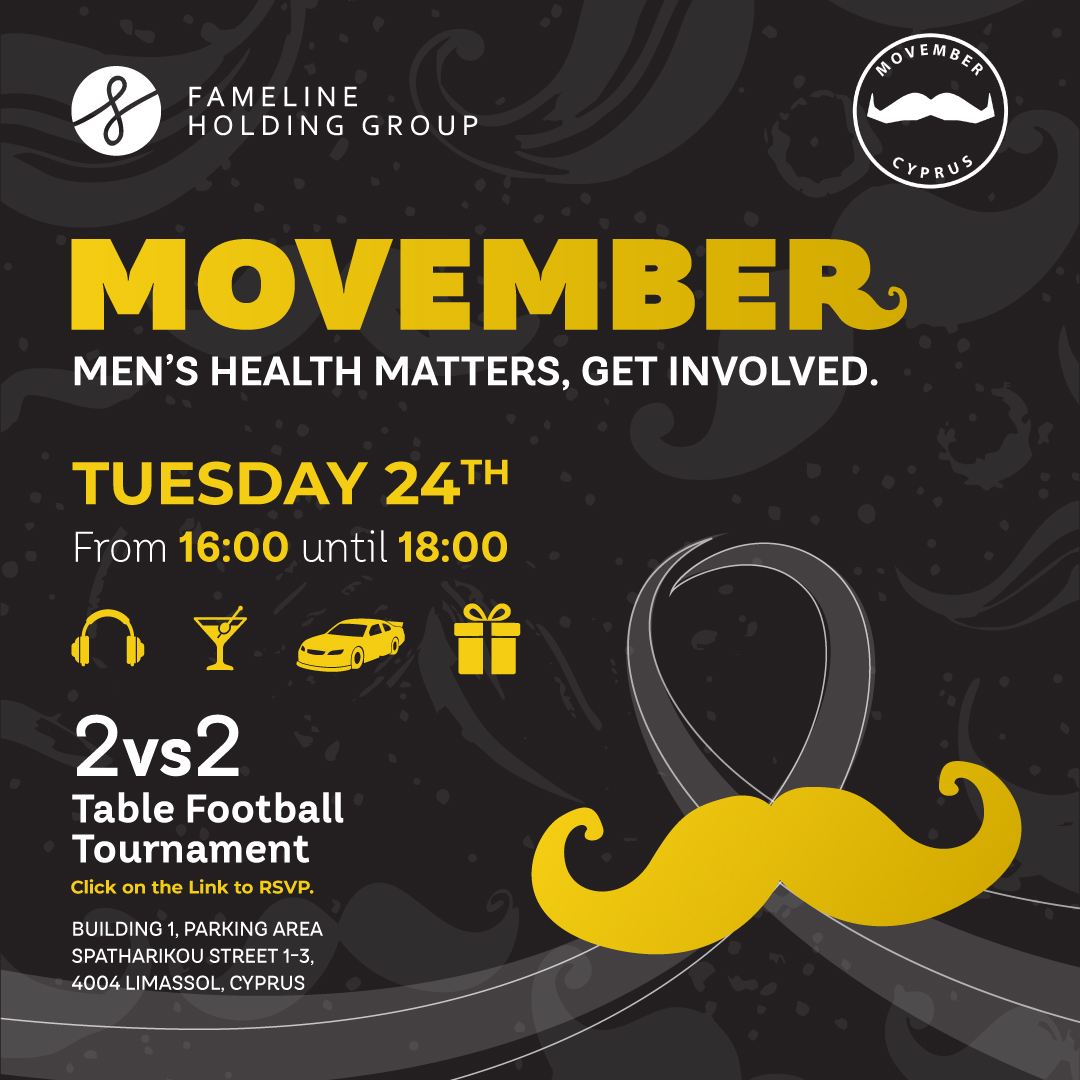 FAMELINE
HOLDING GROUP
MOVEMBER
CYPRUS
MOVEMBER
MEN'S HEALTH MATTERS, GET INVOLVED.
TUESDAY 24TH
From 16:00 until 18:00
2vs2
Table Football
Tournament
Click on the Link to RSVP.
BUILDING 1, PARKING AREA
SPATHARIKOU STREET 1-3,
4004 LIMASSOL, CYPRUS